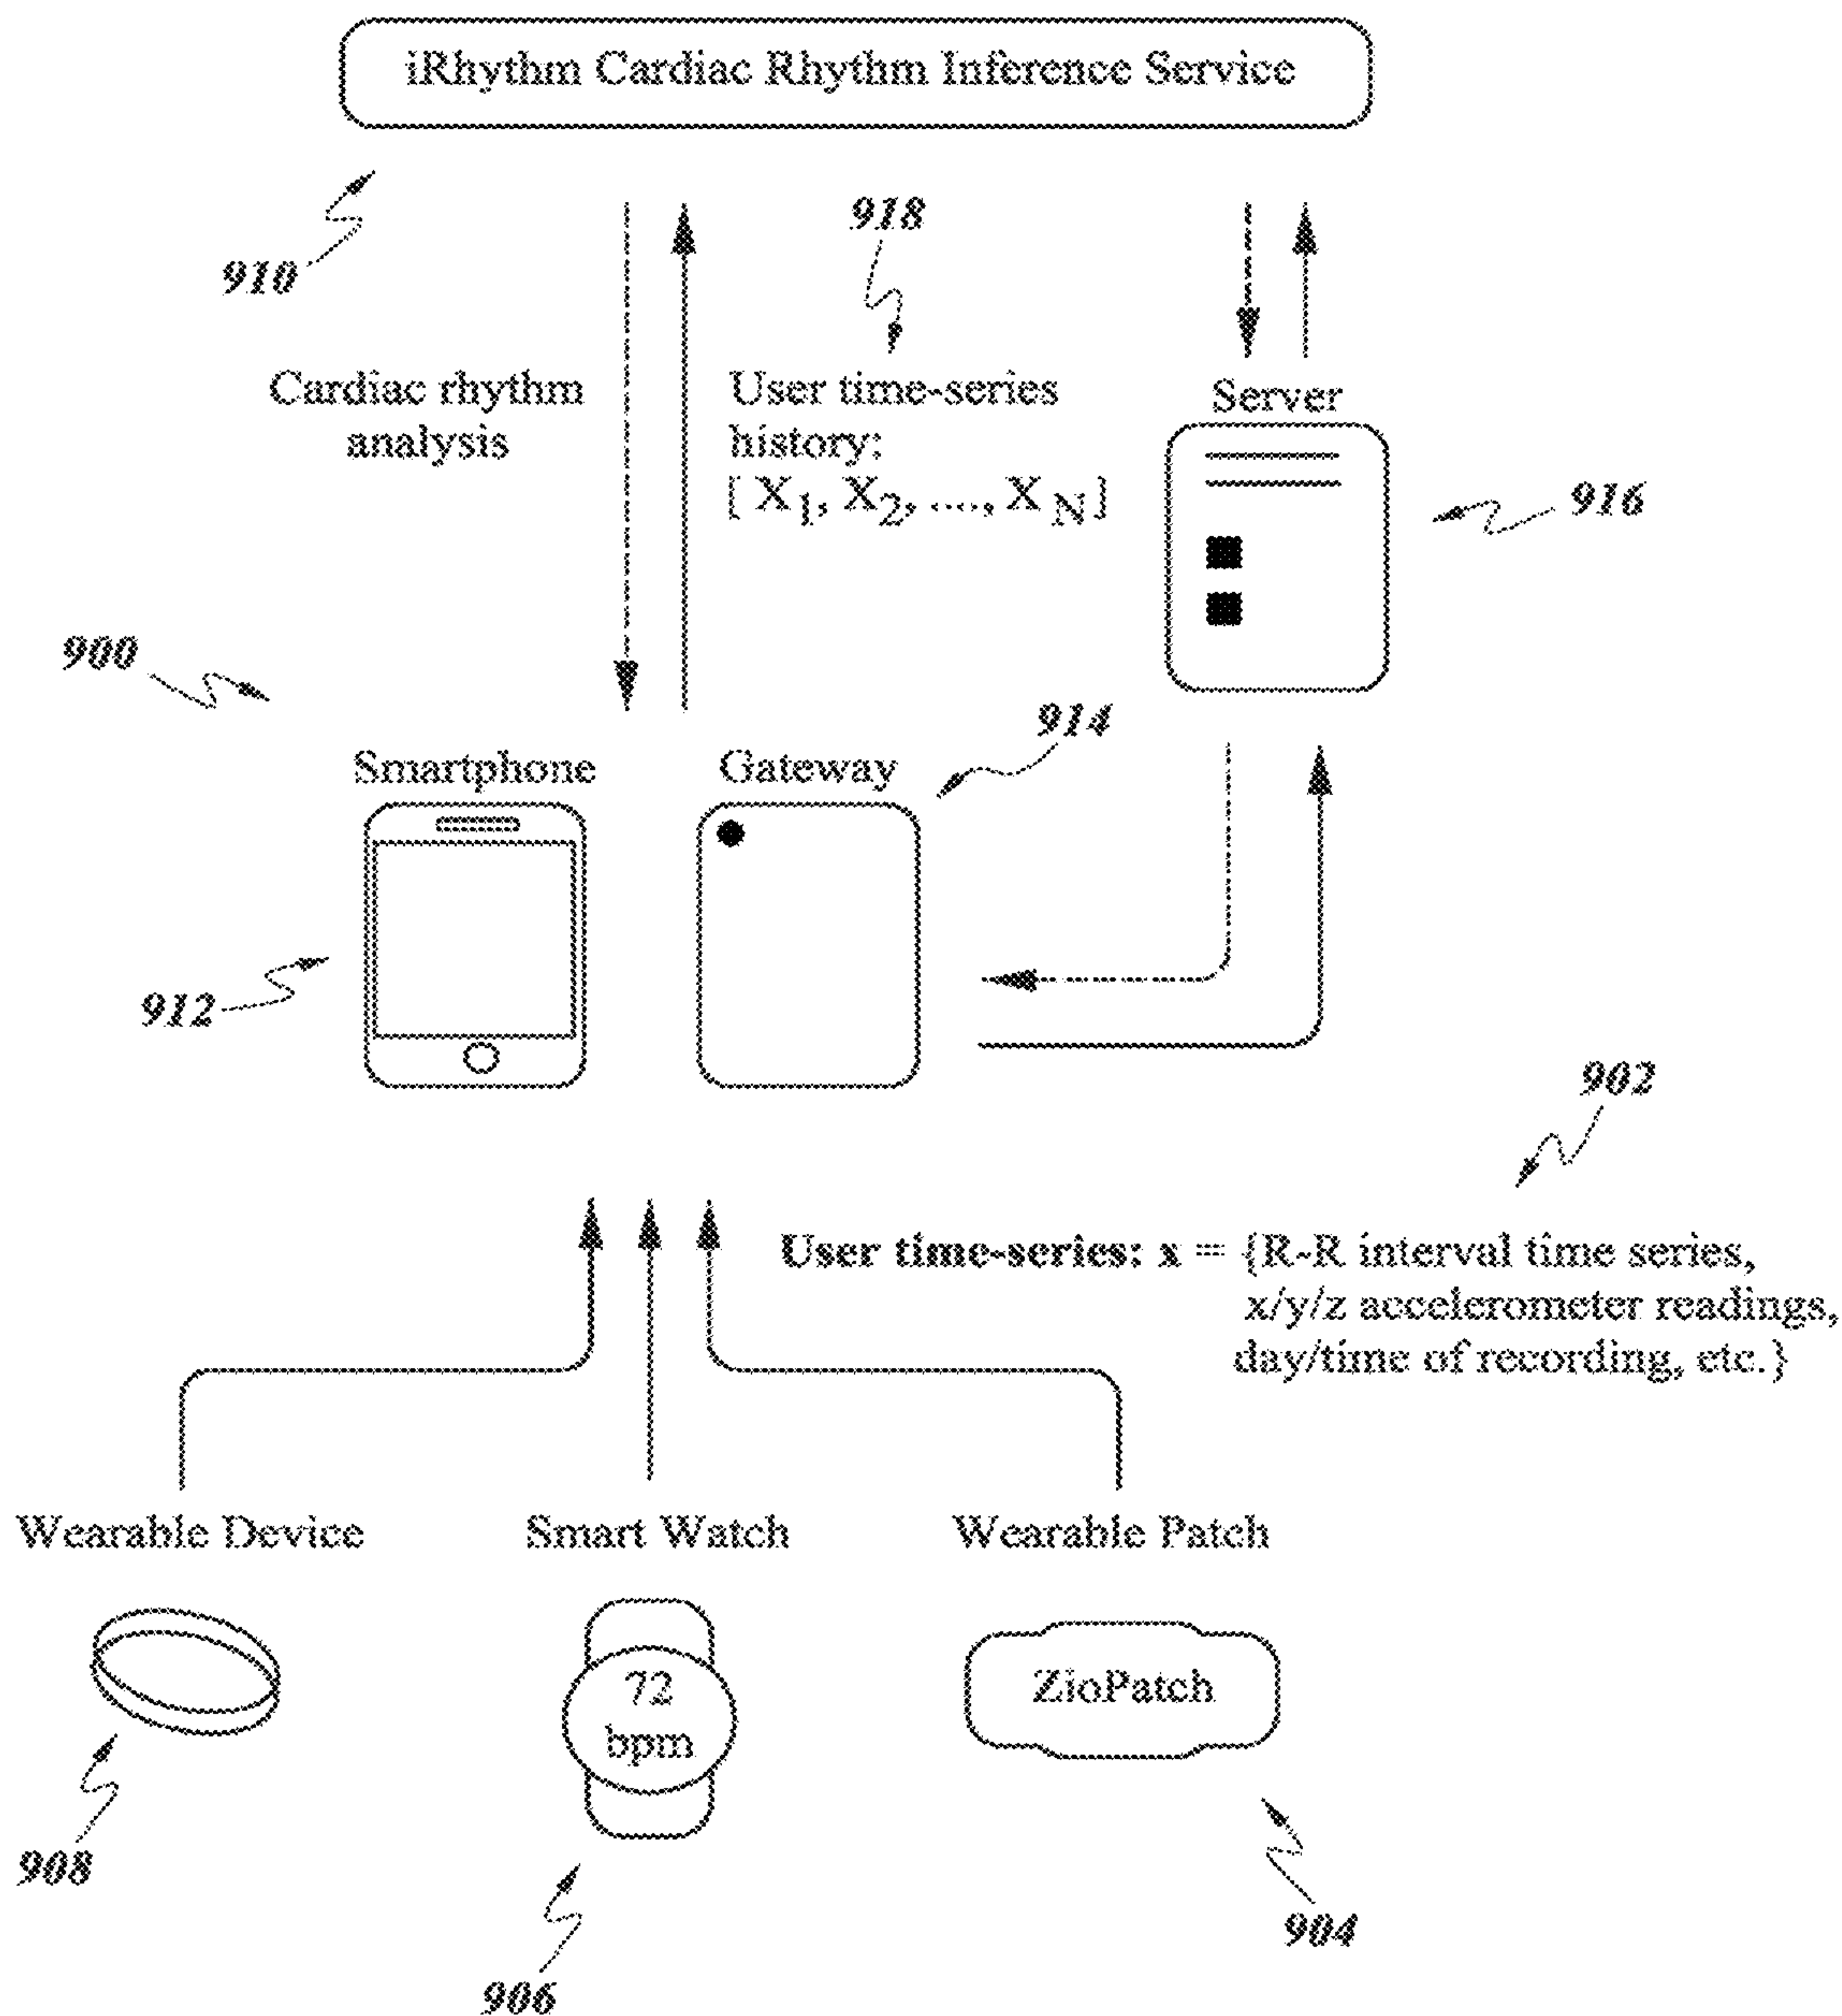 iRhythm Cardiac Rhythm Inference Service
910
918
Cardiac rhythm
analysis
User time-series
history:
[ X1, X2, ..., X N ]
Server
916
900
914
Smartphone
Gateway
912
902
User time-series: x = {R-R interval time series,
x/y/z accelerometer readings,
day/time of recording, etc.}
Wearable Device
Smart Watch
Wearable Patch
72
bpm
ZioPatch
908
906
904